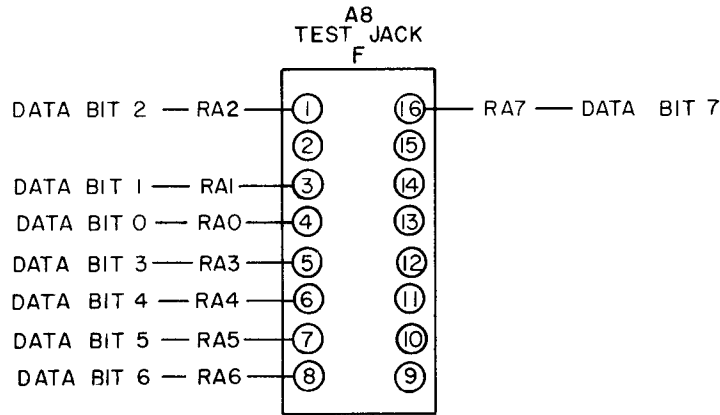 A8
TEST JACK
F
DATA BIT 2 — RA2 — 1 16 — RA7 — DATA BIT 7
2 15
DATA BIT 1 — RA1 — 3 14
DATA BIT 0 — RA0 — 4 13
DATA BIT 3 — RA3 — 5 12
DATA BIT 4 — RA4 — 6 11
DATA BIT 5 — RA5 — 7 10
DATA BIT 6 — RA6 — 8 9